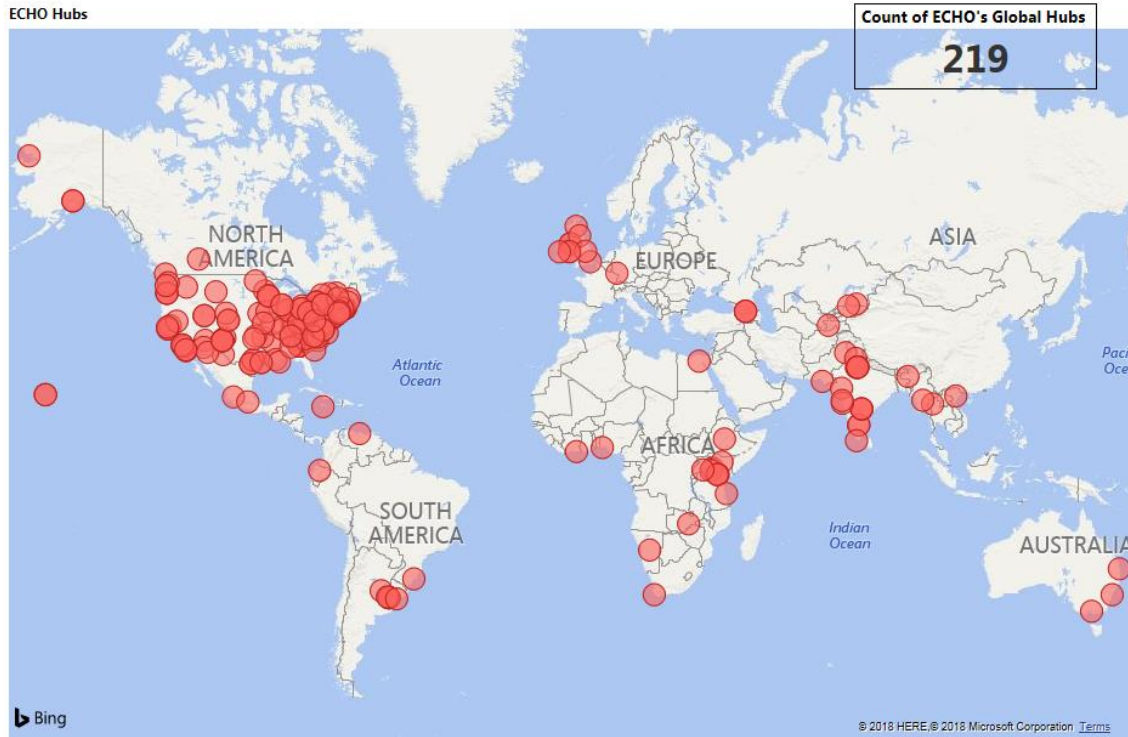 ECHO Hubs
Count of ECHO's Global Hubs
219
NORTH
AMERICA
ASIA
EUROPE
Atlantic
Ocean
Paci
Oce
AFRICA
SOUTH
AMERICA
Indian
Ocean
AUSTRALIA
Bing
© 2018 HERE,© 2018 Microsoft Corporation Terms